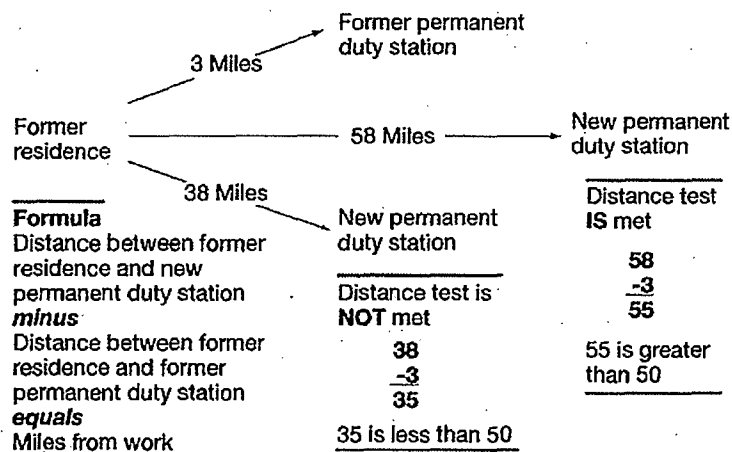 Former permanent
duty station
3 Miles
Former
residence
58 Miles
New permanent
duty station
38 Miles
New permanent
duty station
Formula
Distance between former
residence and new
permanent duty station
minus
Distance between former
residence and former
permanent duty station
equals
Miles from work
Distance test is
NOT met
38
-3
35
35 is less than 50
Distance test
IS met
58
-3
55
55 is greater
than 50